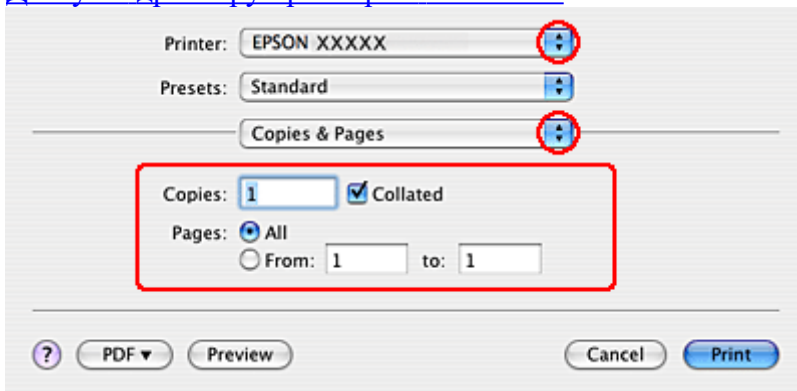 Printer: EPSON XXXXX
Presets: Standard
Copies & Pages
Copies: 1 Collated
Pages: All
From: 1 to: 1
? PDF Preview Cancel Print